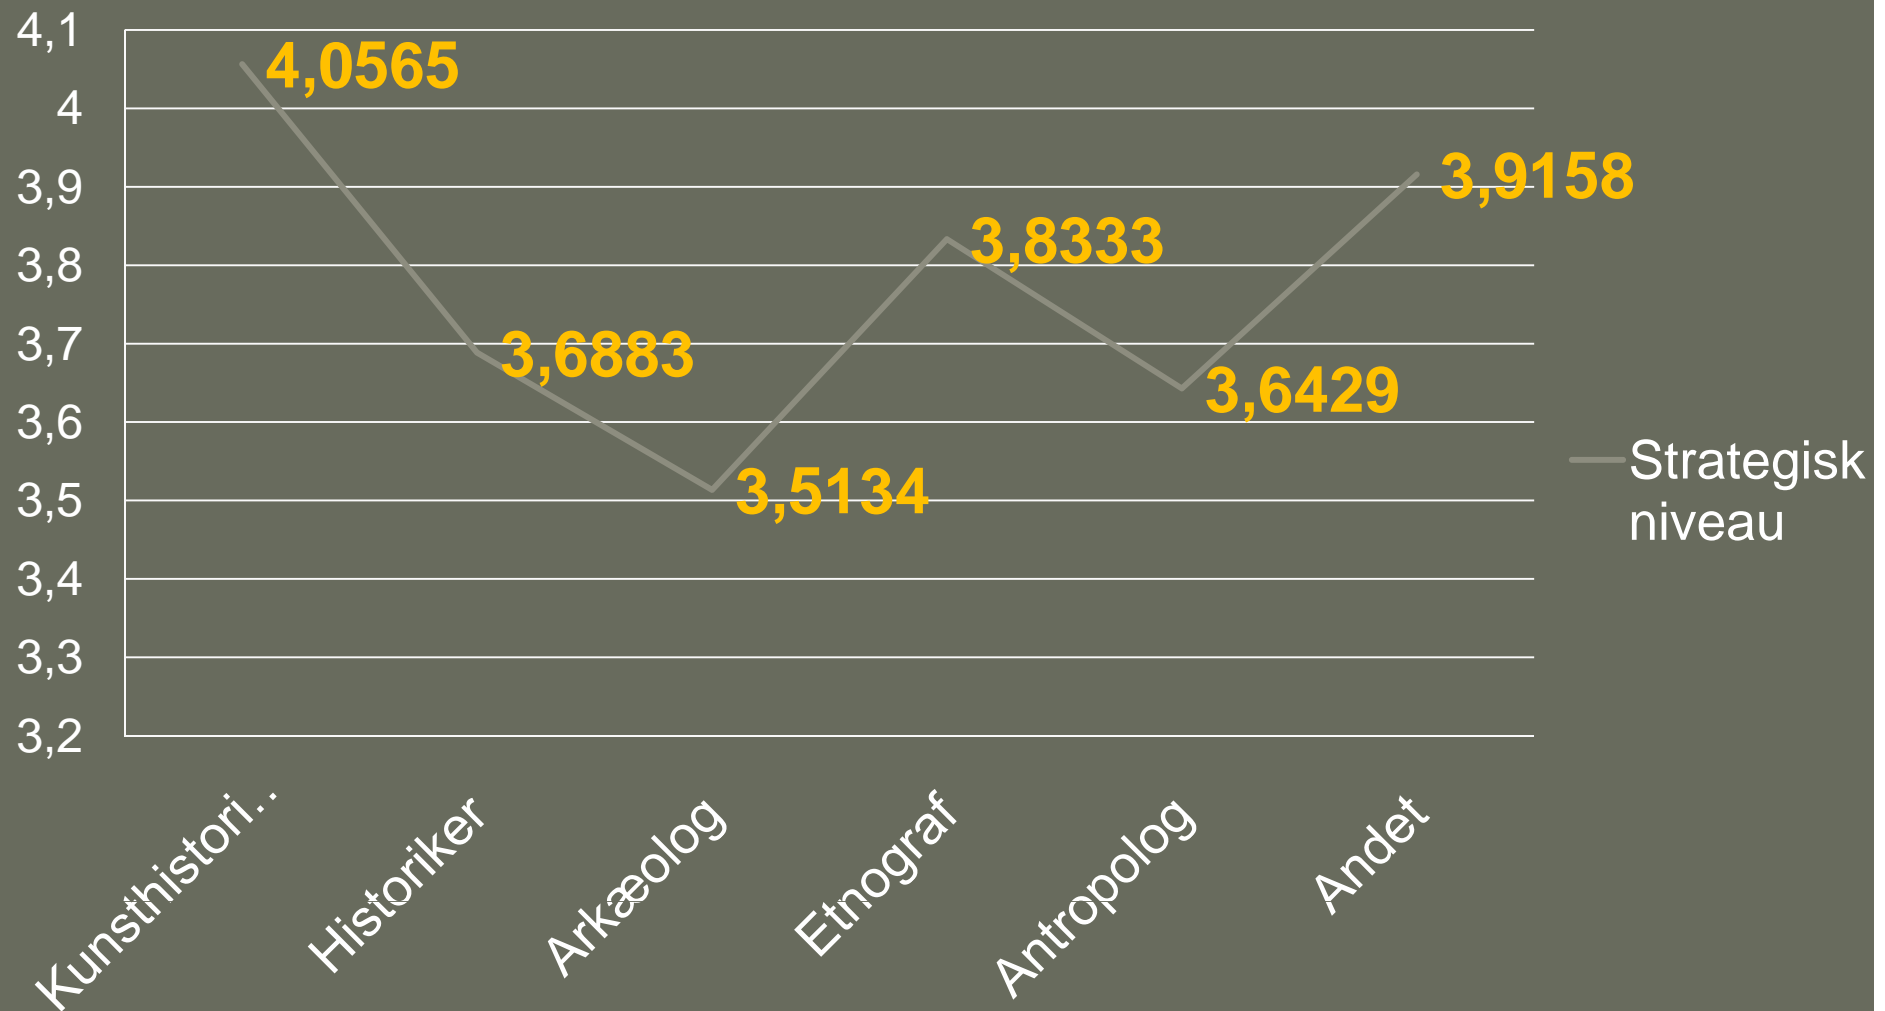 4,1
4
3,9
3,8
3,7
3,6
3,5
3,4
3,3
3,2
4,0565
3,6883
3,5134
3,8333
3,6429
3,9158
Kunsthistori...
Historiker
Arkæolog
Etnograf
Antropolog
Andet
Strategisk
niveau